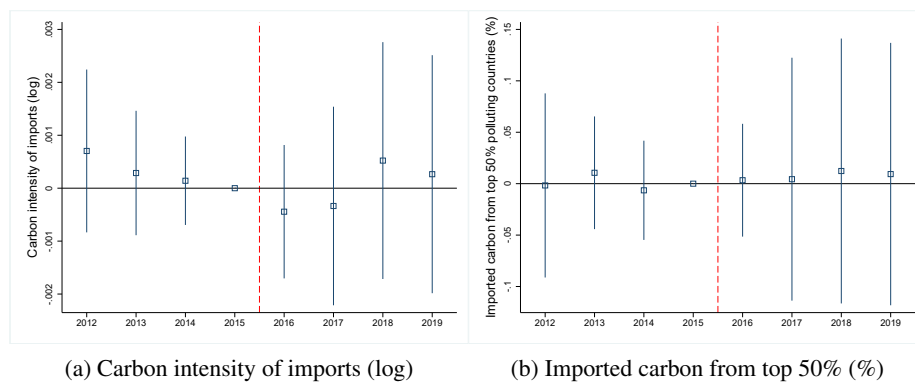 Carbon intensity of imports (log)
.003
.002
.001
0
-.001
-.002
2012 2013 2014 2015 2016 2017 2018 2019
(a) Carbon intensity of imports (log)
Imported carbon from top 50% polluting countries (%)
.15
.1
.05
0
-.05
-.1
2012 2013 2014 2015 2016 2017 2018 2019
(b) Imported carbon from top 50% (%)